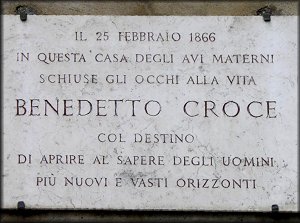 IL 25 FEBBRAIO 1866
IN QUESTA CASA DEGLI AVI MATERNI
SCHIUSE GLI OCCHI ALLA VITA
BENEDETTO CROCE
COL DESTINO
DI APRIRE AL SAPERE DEGLI UOMINI
PIÙ NUOVI E VASTI ORIZZONTI